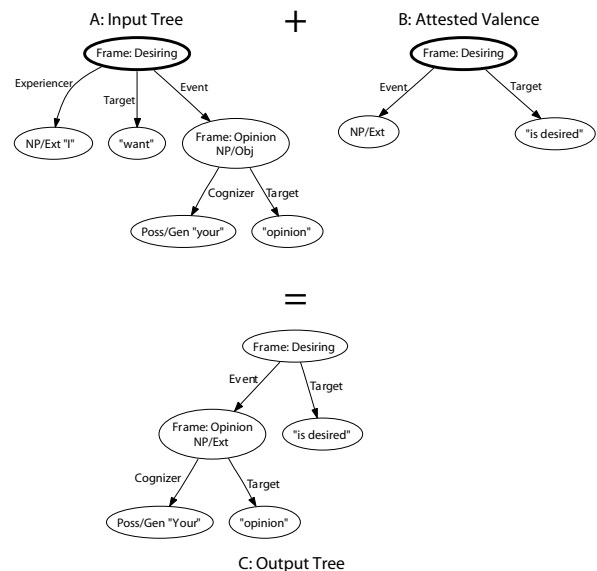 A: Input Tree
+
B: Attested Valence
Frame: Desiring
Experiencer
Target
Event
NP/Ext "I"
"want"
Frame: Opinion
NP/Obj
Cognizer
Target
Poss/Gen "your"
"opinion"
Frame: Desiring
Event
Target
NP/Ext
"is desired"
=
Frame: Desiring
Event
Target
Frame: Opinion
NP/Ext
"is desired"
Cognizer
Target
Poss/Gen "Your"
"opinion"
C: Output Tree